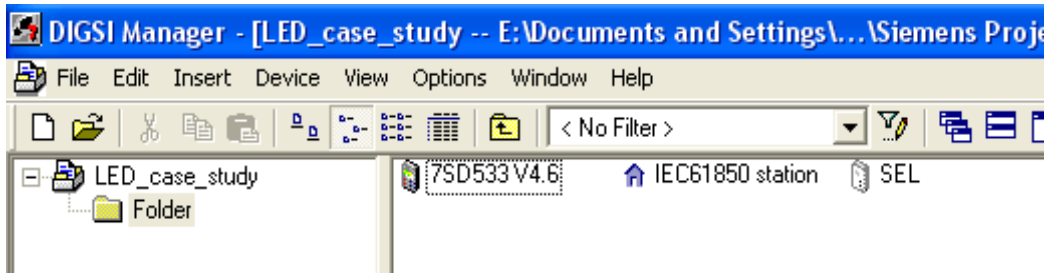 DIGSI Manager - [LED_case_study -- E:\Documents and Settings\...\Siemens Proje
File Edit Insert Device View Options Window Help
< No Filter >
LED_case_study
Folder
7SD533 V4.6 IEC61850 station SEL